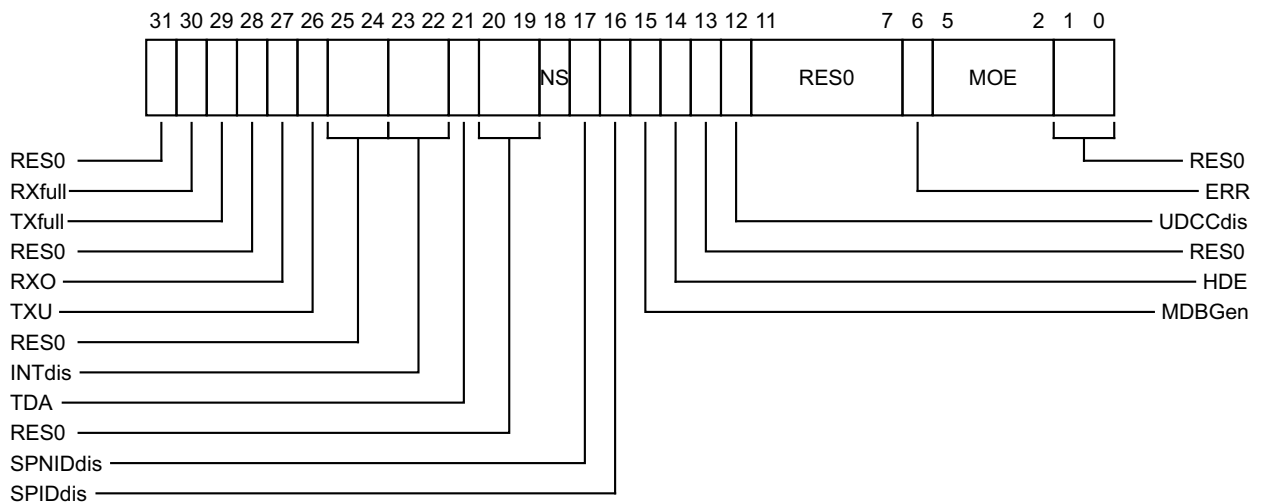 31 30 29 28 27 26 25 24 23 22 21 20 19 18 17 16 15 14 13 12 11 7 6 5 2 1 0
NS RES0 MOE
RES0 RES0
RXfull ERR
TXfull UDCCdis
RES0 RES0
RXO HDE
TXU MDBGen
RES0
INTdis
TDA
RES0
SPNIDdis
SPIDdis